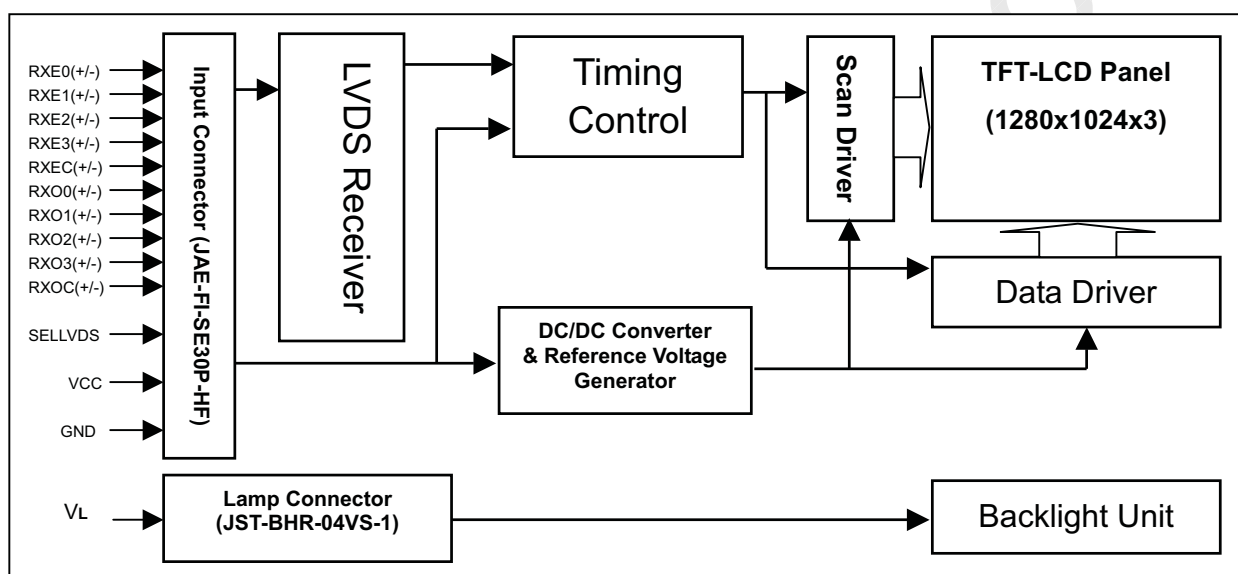 RXE0(+/-)
RXE1(+/-)
RXE2(+/-)
RXE3(+/-)
RXEC(+/-)
RXO0(+/-)
RXO1(+/-)
RXO2(+/-)
RXO3(+/-)
RXOC(+/-)
SELLVDS
VCC
GND
Input Connector (JAE-FI-SE30P-HF)
LVDS Receiver
Timing
Control
Scan Driver
TFT-LCD Panel
(1280x1024x3)
Data Driver
DC/DC Converter
& Reference Voltage
Generator
VL
Lamp Connector
(JST-BHR-04VS-1)
Backlight Unit